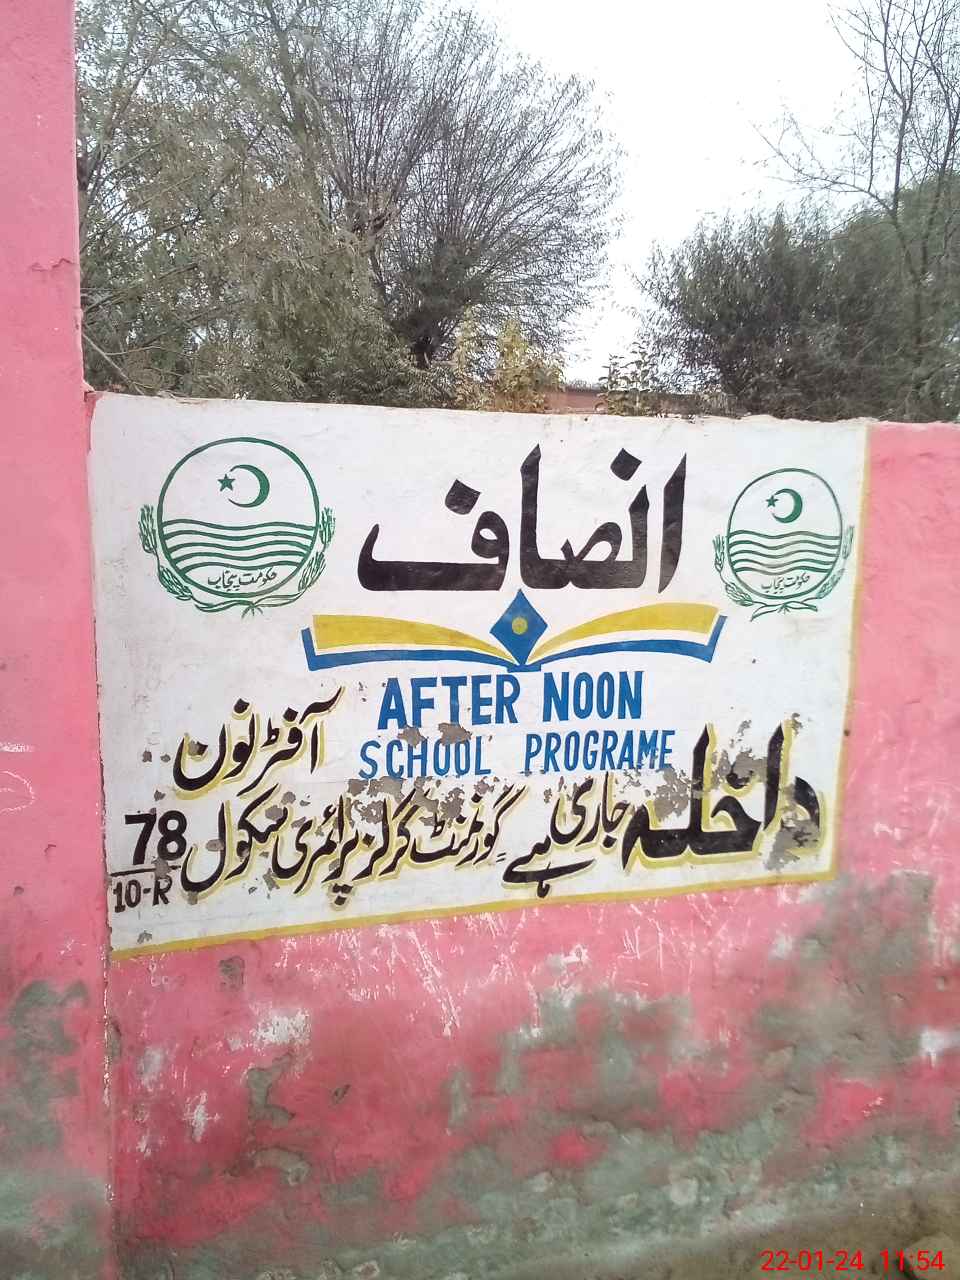 انصاف
حکومت پنجاب
حکومت پنجاب
AFTER NOON
SCHOOL PROGRAME
آفٹرنون
داخلہ جاری ہے گورنمنٹ گرلز پرائمری سکول 78
10-R
22-01-24 11:54